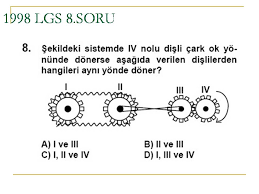 1998 LGS 8.SORU
8. Şekildeki sistemde IV nolu dişli çark ok yö-
nünde dönerse aşağıda verilen dişlilerden
hangileri aynı yönde döner?
I II III IV
A) I ve III B) II ve III
C) I, II ve IV D) I, III ve IV